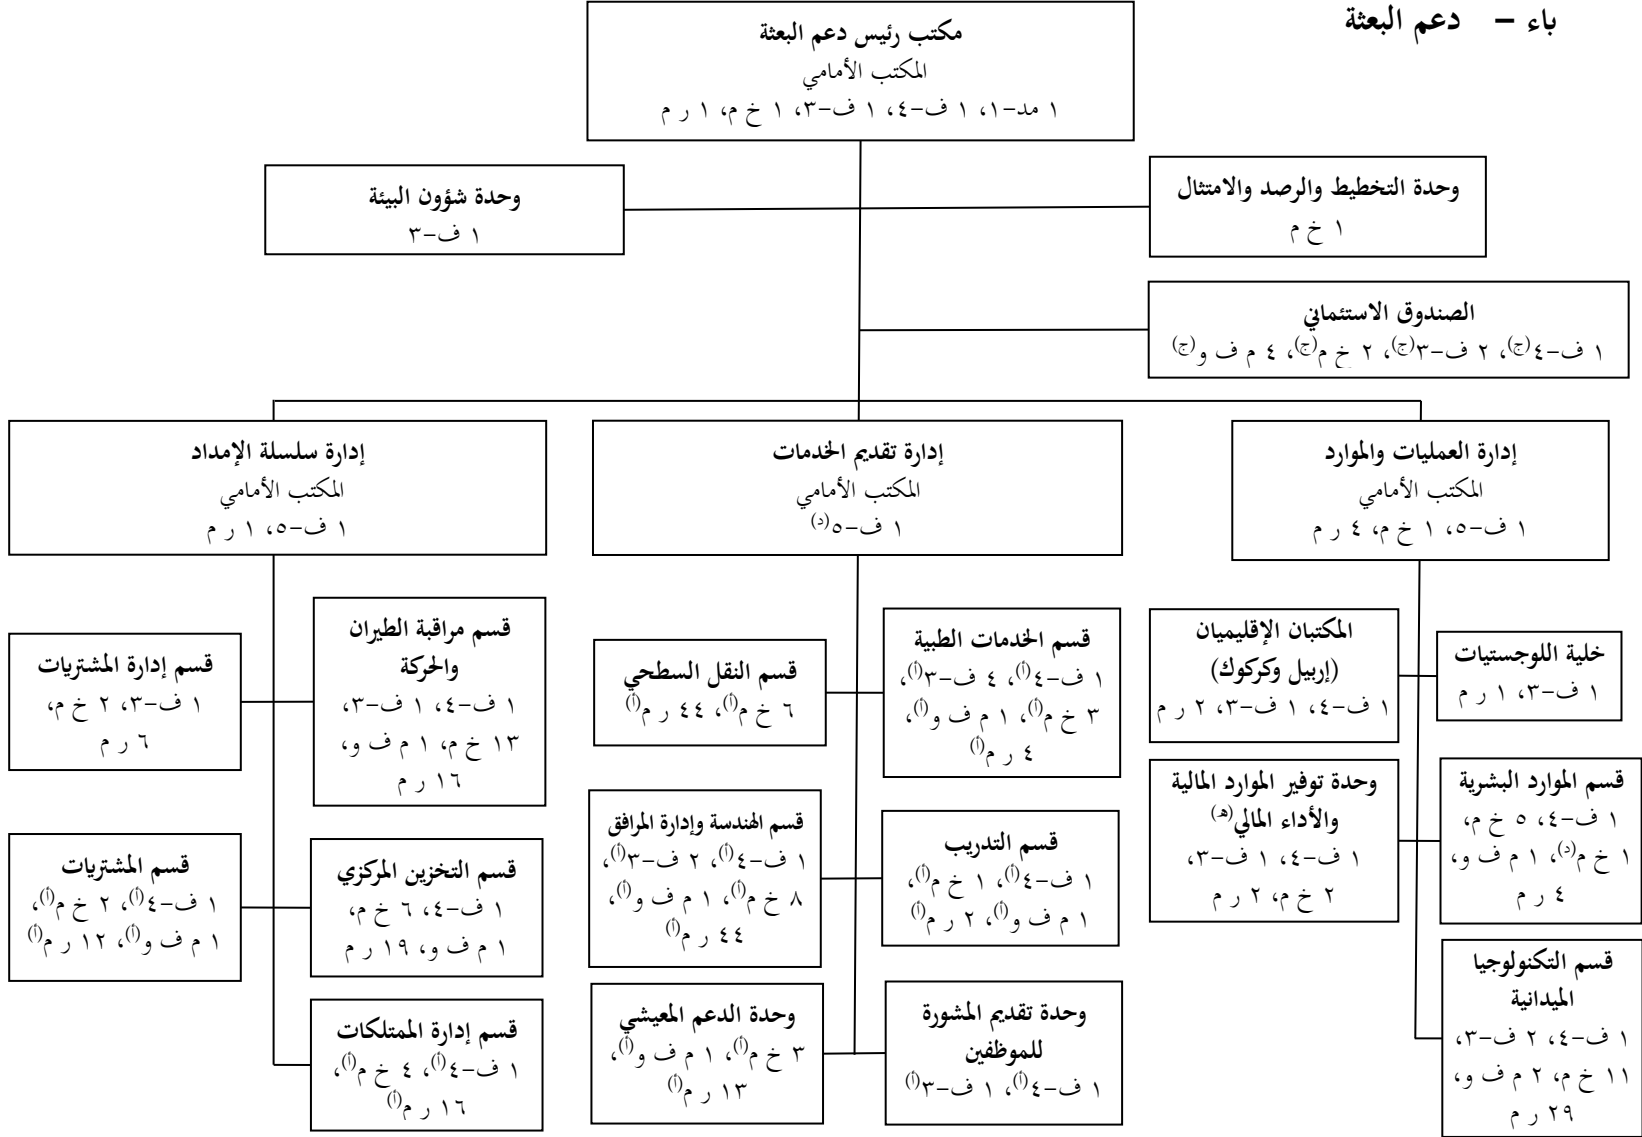 باء – دعم البعثة
مكتب رئيس دعم البعثة
المكتب الأمامي
١ مد-١، ١ ف-٤، ١ ف-٣، ١ خ م، ١ ر م
وحدة التخطيط والرصد والامتثال
١ خ م
وحدة شؤون البيئة
١ ف-٣
الصندوق الاستئماني
١ ف-٤(ج)، ٢ ف-٣(ج)، ٢ خ م(ج)، ٤ م ف و(ج)
إدارة العمليات والموارد
المكتب الأمامي
١ ف-٥، ١ خ م، ٤ ر م
إدارة تقديم الخدمات
المكتب الأمامي
١ ف-٥(د)
إدارة سلسلة الإمداد
المكتب الأمامي
١ ف-٥، ١ ر م
خلية اللوجستيات
١ ف-٣، ١ ر م
المكتبان الإقليميان
(إربيل وكركوك)
١ ف-٤، ١ ف-٣، ٢ ر م
قسم الموارد البشرية
١ ف-٤، ٥ خ م،
١ خ م(د)، ١ م ف و،
٤ ر م
وحدة توفير الموارد المالية
والأداء المالي(ه)
١ ف-٤، ١ ف-٣،
٢ خ م، ٢ ر م
قسم التكنولوجيا
الميدانية
١ ف-٤، ٢ ف-٣،
١١ خ م، ٢ م ف و،
٢٩ ر م
قسم الخدمات الطبية
١ ف-٤(أ)، ٤ ف-٣(أ)،
٣ خ م(أ)، ١ م ف و(أ)،
٤ ر م(أ)
قسم النقل السطحي
٦ خ م(أ)، ٤٤ ر م(أ)
قسم التدريب
١ ف-٤(أ)، ١ خ م(أ)،
١ م ف و(أ)، ٢ ر م(أ)
قسم الهندسة وإدارة المرافق
١ ف-٤(أ)، ٢ ف-٣(أ)،
٨ خ م(أ)، ١ م ف و(أ)،
٤٤ ر م(أ)
وحدة تقديم المشورة
للموظفين
١ ف-٤(أ)، ١ ف-٣(أ)
وحدة الدعم المعيشي
٣ خ م(أ)، ١ م ف و(أ)،
١٣ ر م(أ)
قسم مراقبة الطيران
والحركة
١ ف-٤، ١ ف-٣،
١٣ خ م، ١ م ف و،
١٦ ر م
قسم إدارة المشتريات
١ ف-٣، ٢ خ م،
٦ ر م
قسم التخزين المركزي
١ ف-٤، ٦ خ م،
١ م ف و، ١٩ ر م
قسم المشتريات
١ ف-٤(أ)، ٢ خ م(أ)،
١ م ف و(أ)، ١٢ ر م(أ)
قسم إدارة الممتلكات
١ ف-٤(أ)، ٤ خ م(أ)،
١٦ ر م(أ)